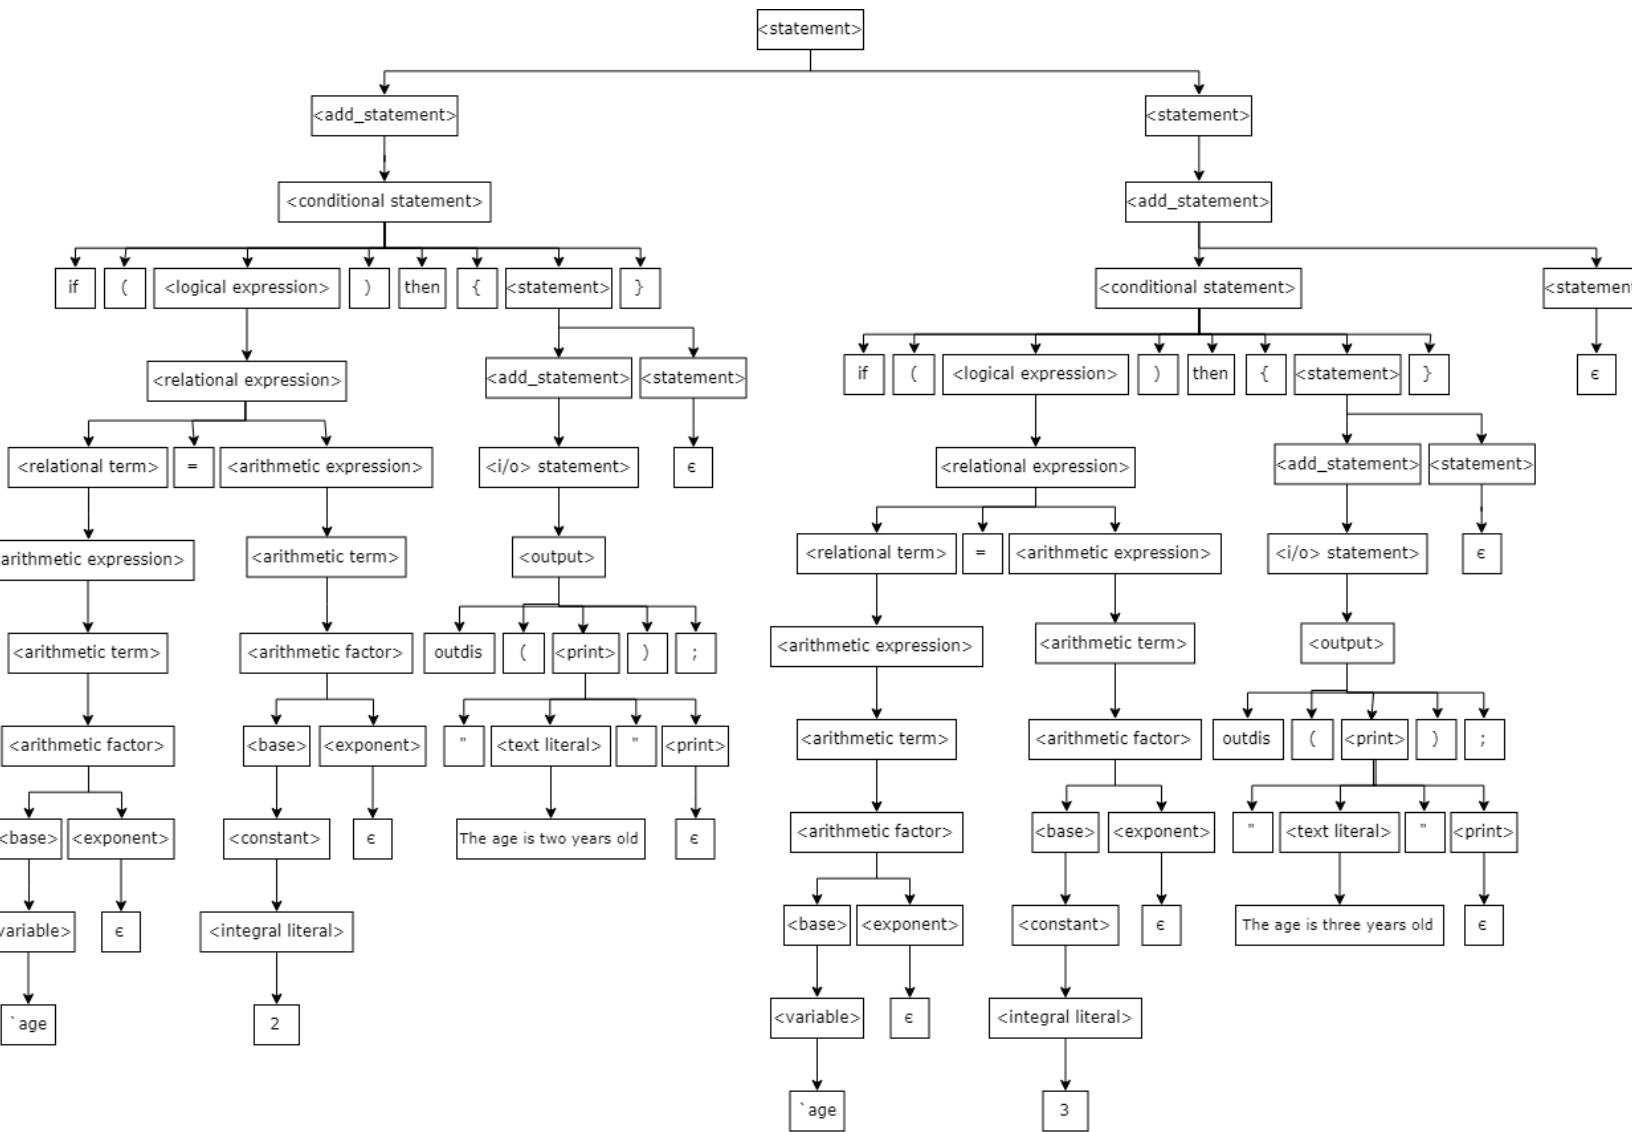 <statement>
<add_statement> <statement>
<conditional statement> <add_statement>
if ( <logical expression> ) then { <statement> } <conditional statement> <statement
<relational expression> <add_statement> <statement> if ( <logical expression> ) then { <statement> } ϵ
<relational term> = <arithmetic expression> <i/o> statement> ϵ <relational expression> <add_statement> <statement>
arithmetic expression> <arithmetic term> <output> <relational term> = <arithmetic expression> <i/o> statement> ϵ
<arithmetic term> <arithmetic factor> outdis ( <print> ) ; <arithmetic expression> <arithmetic term> <output>
<arithmetic factor> <base> <exponent> " <text literal> " <print> <arithmetic term> <arithmetic factor> outdis ( <print> ) ;
<base> <exponent> <constant> ϵ The age is two years old ϵ <arithmetic factor> <base> <exponent> " <text literal> " <print>
variable> ϵ <integral literal> <base> <exponent> <constant> ϵ The age is three years old ϵ
`age 2 <variable> ϵ <integral literal>
`age 3